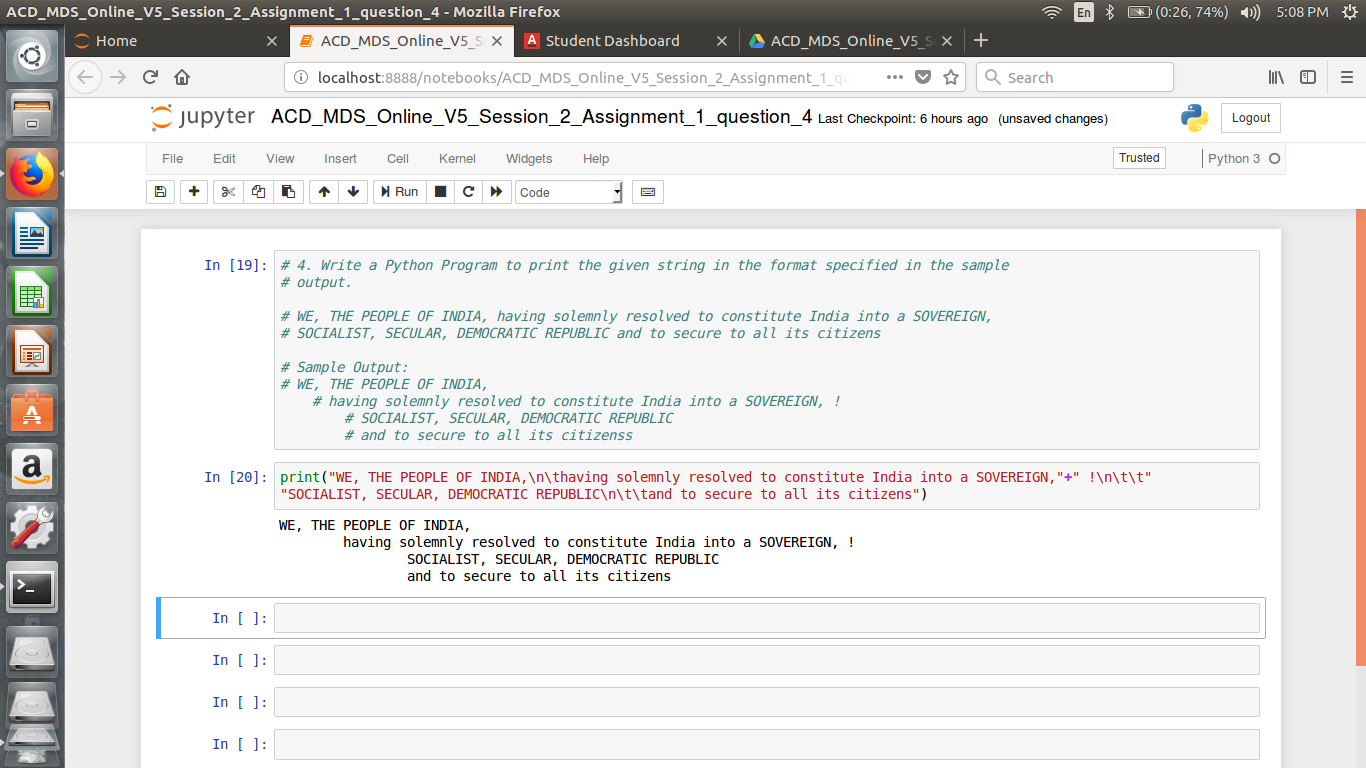 ACD_MDS_Online_V5_Session_2_Assignment_1_question_4 - Mozilla Firefox
En
(0:26, 74%)
5:08 PM
Home
ACD_MDS_Online_V5_S
Student Dashboard
ACD_MDS_Online_V5_S
localhost:8888/notebooks/ACD_MDS_Online_V5_Session_2_Assignment_1_qu
Search
jupyter
ACD_MDS_Online_V5_Session_2_Assignment_1_question_4 Last Checkpoint: 6 hours ago (unsaved changes)
Logout
File Edit View Insert Cell Kernel Widgets Help
Trusted
Python 3
Run
Code
In [19]:
# 4. Write a Python Program to print the given string in the format specified in the sample
# output.
# WE, THE PEOPLE OF INDIA, having solemnly resolved to constitute India into a SOVEREIGN,
# SOCIALIST, SECULAR, DEMOCRATIC REPUBLIC and to secure to all its citizens
# Sample Output:
# WE, THE PEOPLE OF INDIA,
# having solemnly resolved to constitute India into a SOVEREIGN, !
# SOCIALIST, SECULAR, DEMOCRATIC REPUBLIC
# and to secure to all its citizenss
In [20]:
print("WE, THE PEOPLE OF INDIA,\n\thaving solemnly resolved to constitute India into a SOVEREIGN,"+" !\n\t\t"
"SOCIALIST, SECULAR, DEMOCRATIC REPUBLIC\n\t\tand to secure to all its citizens")
WE, THE PEOPLE OF INDIA,
having solemnly resolved to constitute India into a SOVEREIGN, !
SOCIALIST, SECULAR, DEMOCRATIC REPUBLIC
and to secure to all its citizens
In [ ]:
In [ ]:
In [ ]:
In [ ]: